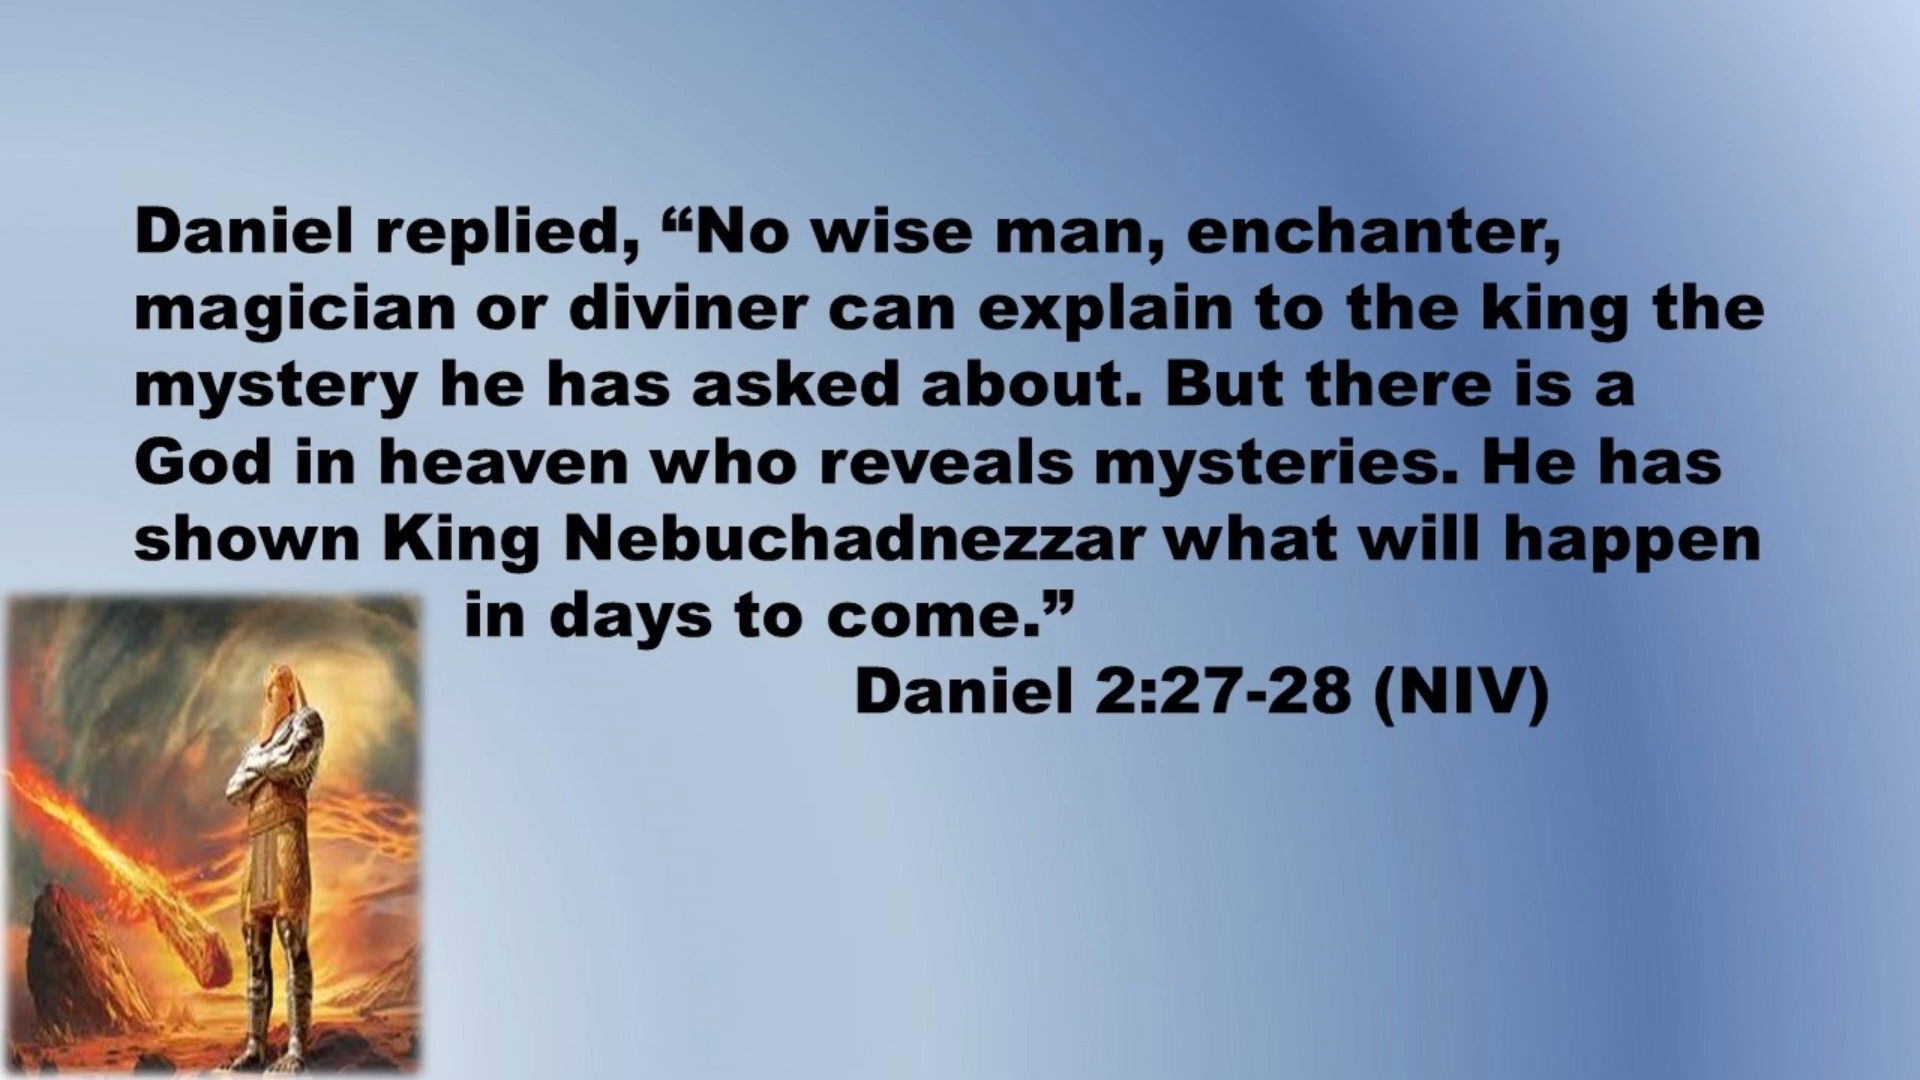 Daniel replied, “No wise man, enchanter,
magician or diviner can explain to the king the
mystery he has asked about. But there is a
God in heaven who reveals mysteries. He has
shown King Nebuchadnezzar what will happen
in days to come.”
Daniel 2:27-28 (NIV)